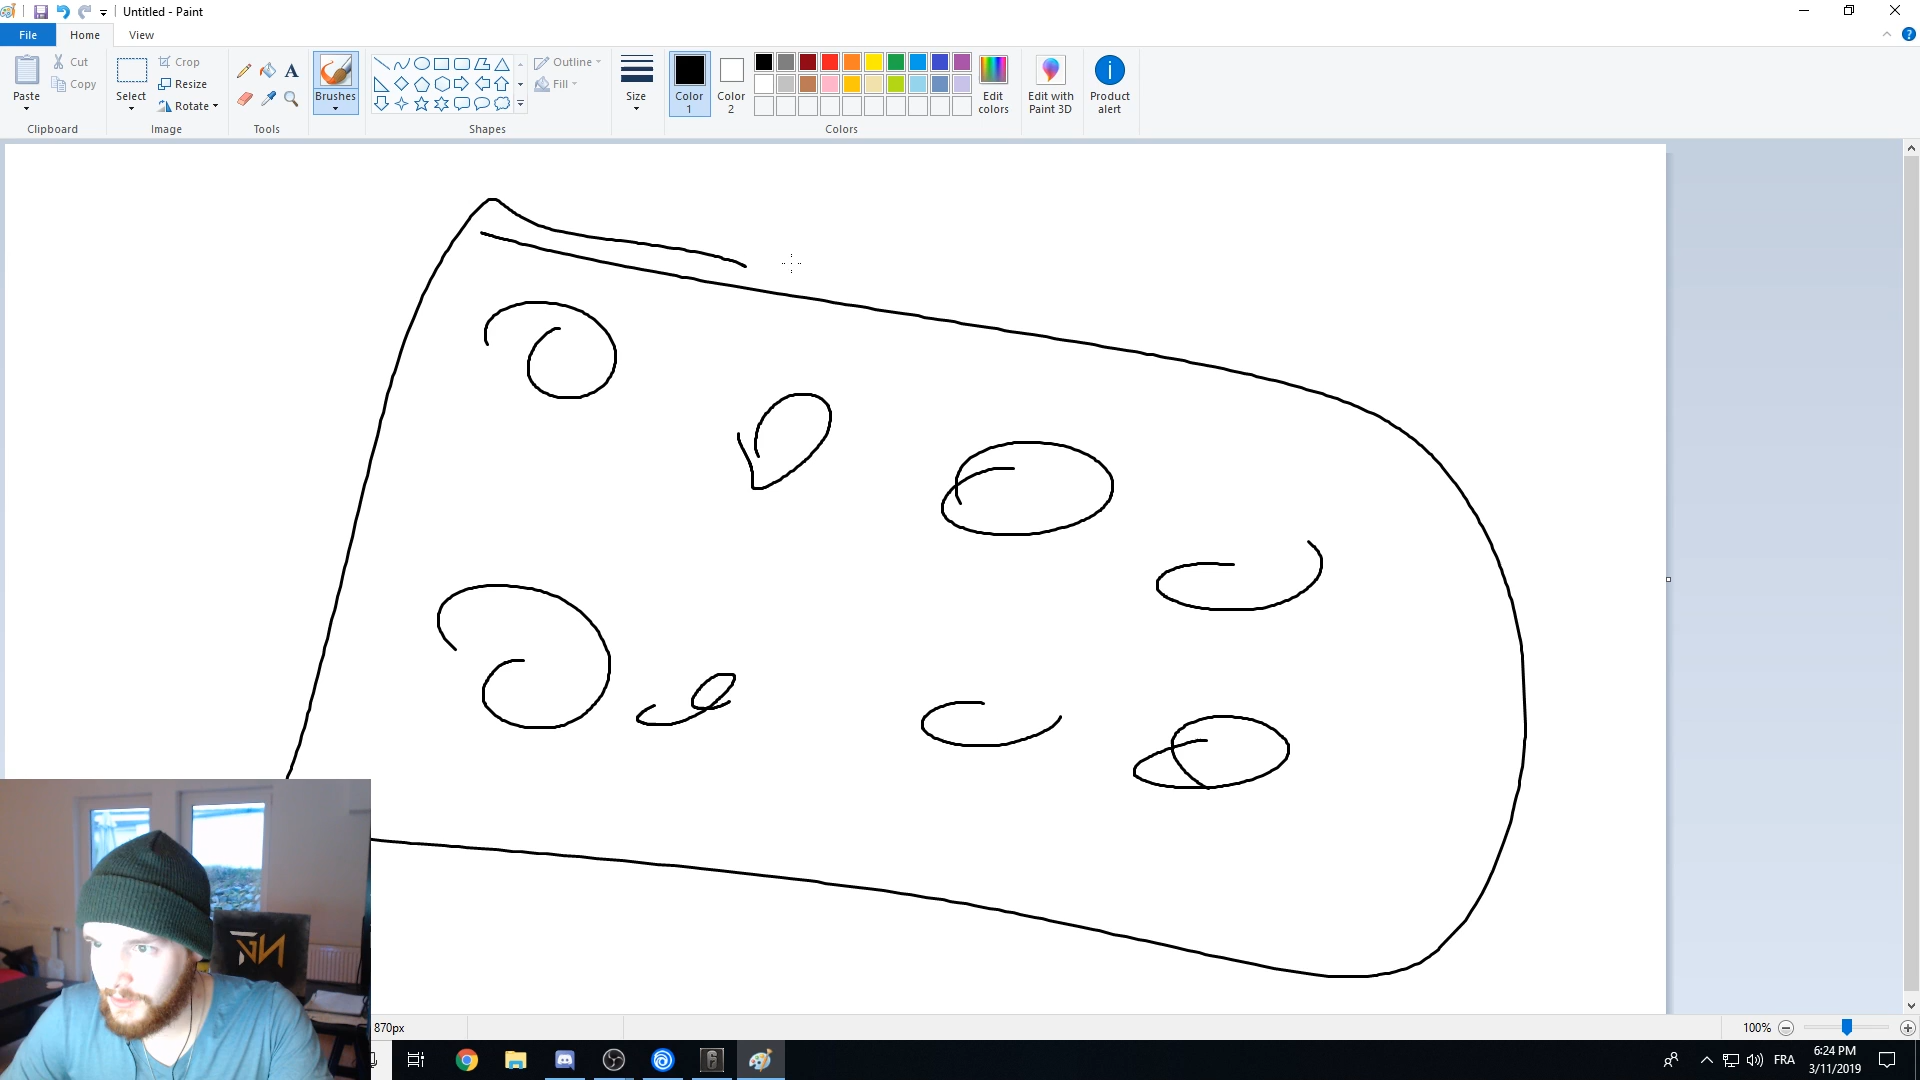 Untitled - Paint
File Home View
Paste
Cut
Copy
Clipboard
Select
Crop
Resize
Rotate
Image
A
Tools
Brushes
Shapes
Outline
Fill
Size
Color 1
Color 2
Colors
Edit colors
Edit with Paint 3D
Product alert
870px
100%
FRA
6:24 PM
3/11/2019